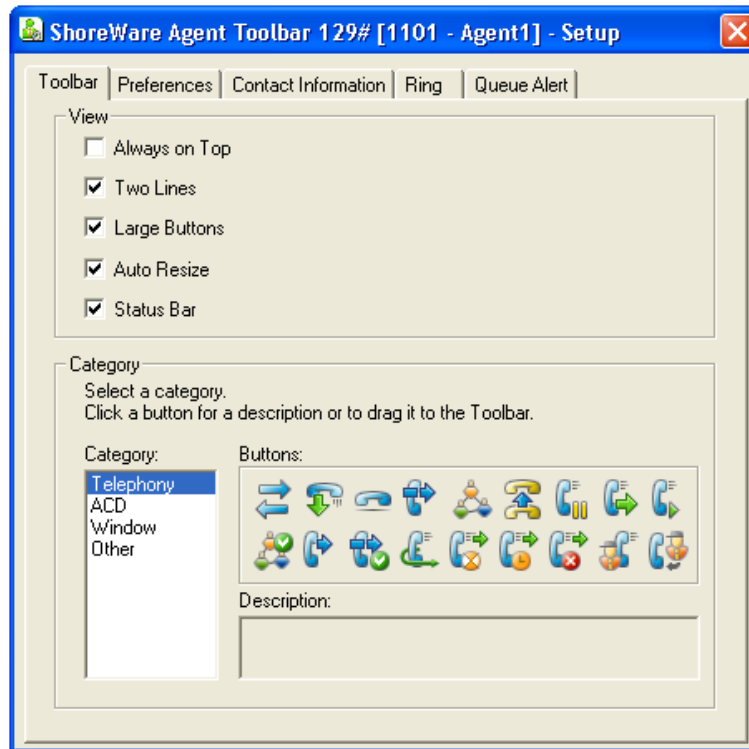 ShoreWare Agent Toolbar 129# [1101 - Agent1] - Setup
Toolbar Preferences Contact Information Ring Queue Alert
View
Always on Top
Two Lines
Large Buttons
Auto Resize
Status Bar
Category
Select a category.
Click a button for a description or to drag it to the Toolbar.
Category: Buttons:
Telephony
ACD
Window
Other
Description: